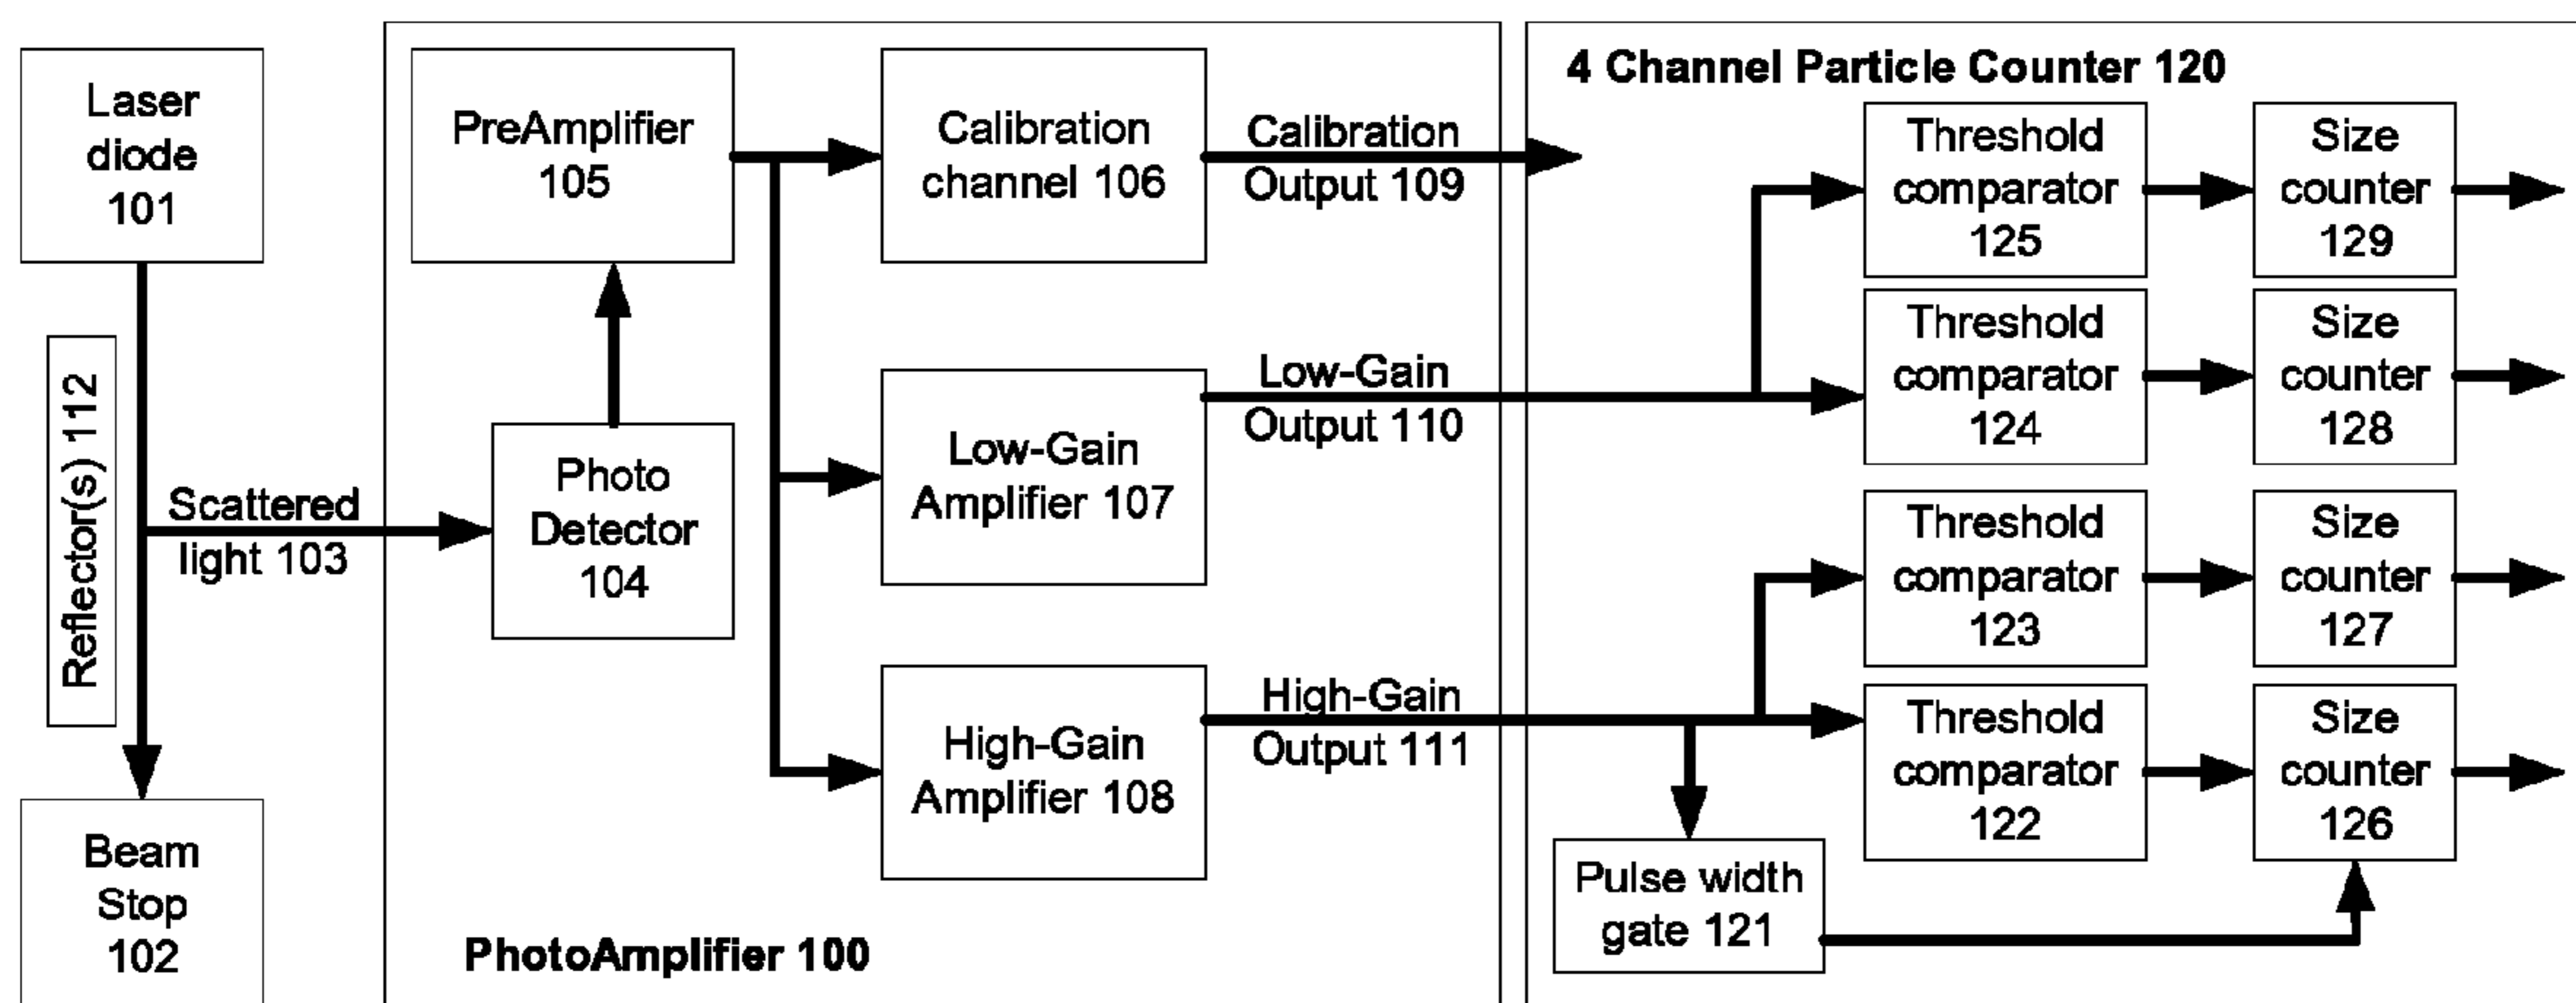 Laser
diode
101
Reflector(s) 112
Scattered
light 103
Beam
Stop
102
PreAmplifier
105
Photo
Detector
104
Calibration
channel 106
Low-Gain
Amplifier 107
High-Gain
Amplifier 108
PhotoAmplifier 100
Calibration
Output 109
Low-Gain
Output 110
High-Gain
Output 111
4 Channel Particle Counter 120
Threshold
comparator
125
Size
counter
129
Threshold
comparator
124
Size
counter
128
Threshold
comparator
123
Size
counter
127
Threshold
comparator
122
Size
counter
126
Pulse width
gate 121